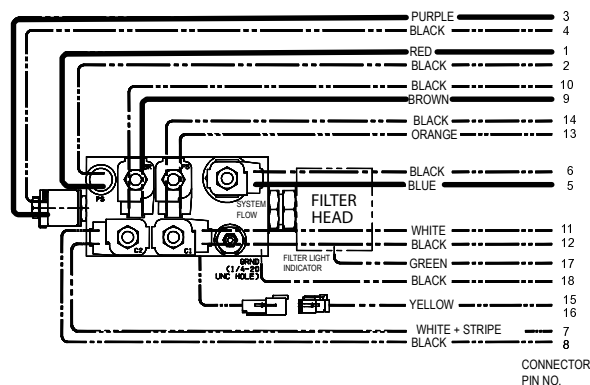 PURPLE 3
BLACK 4
RED 1
BLACK 2
BLACK 10
BROWN 9
BLACK 14
ORANGE 13
BLACK 6
BLUE 5
PS
SYSTEM
FLOW
FILTER
HEAD
C2
C1
WHITE 11
BLACK 12
FILTER LIGHT
INDICATOR
GREEN 17
GRND
(1/4-20
UNC HOLE)
BLACK 18
YELLOW 15
16
WHITE + STRIPE 7
BLACK 8
CONNECTOR
PIN NO.